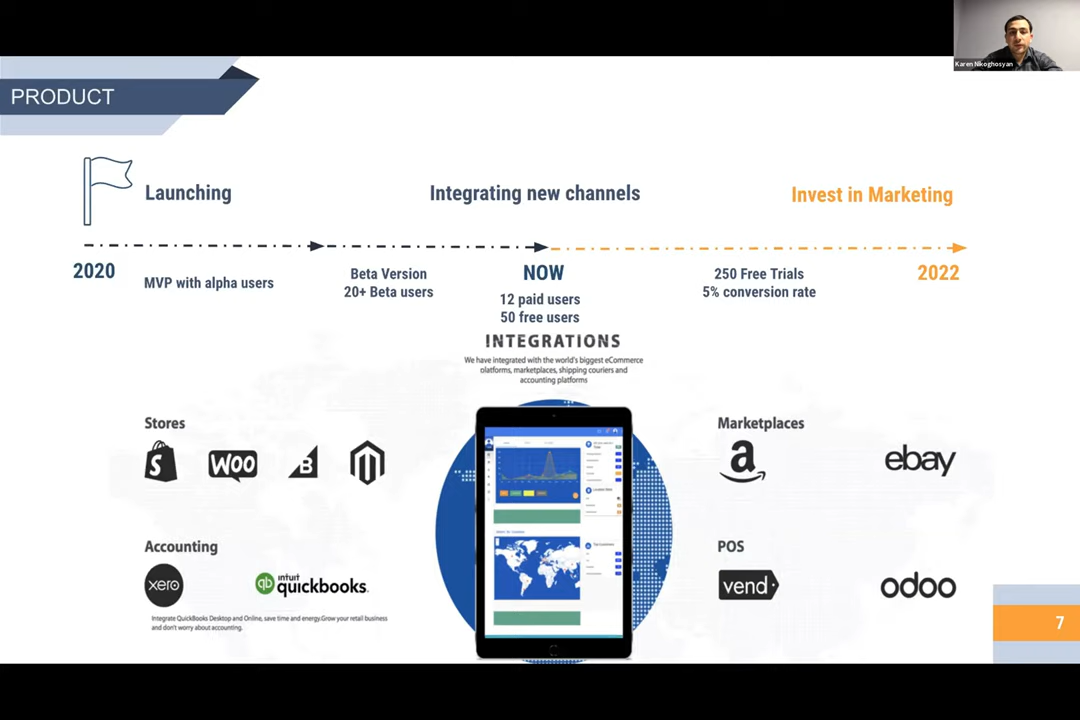 Karen Nikoghosyan
PRODUCT
Launching
Integrating new channels
Invest in Marketing
2020
MVP with alpha users
Beta Version
20+ Beta users
NOW
12 paid users
50 free users
250 Free Trials
5% conversion rate
2022
INTEGRATIONS
We have integrated with the world's biggest eCommerce
platforms, marketplaces, shipping couriers and
accounting platforms
Stores
S
WOO
B
Marketplaces
a
ebay
Accounting
xero
qb
intuit
quickbooks.
Integrate QuickBooks Desktop and Online, save time and energy.Grow your retail business
and don't worry about accounting.
POS
vend
odoo
7